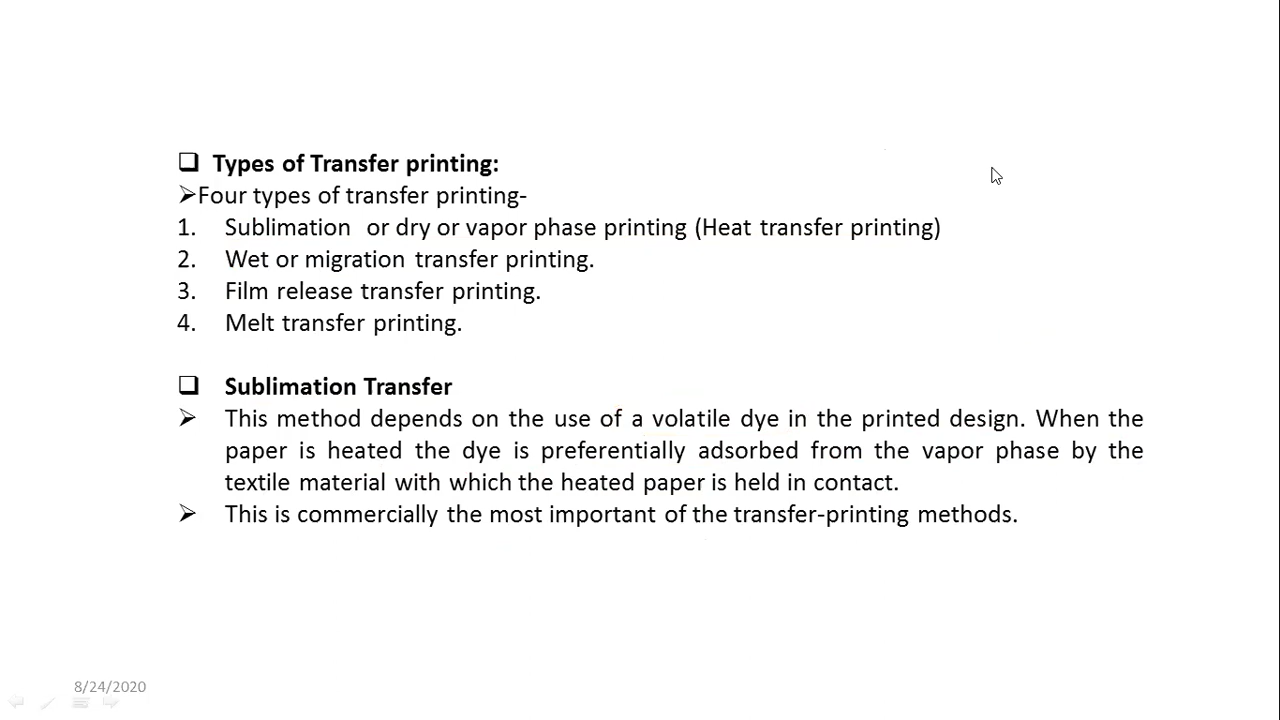 ❑ Types of Transfer printing:
➢Four types of transfer printing-
1. Sublimation or dry or vapor phase printing (Heat transfer printing)
2. Wet or migration transfer printing.
3. Film release transfer printing.
4. Melt transfer printing.
❑ Sublimation Transfer
➢ This method depends on the use of a volatile dye in the printed design. When the
paper is heated the dye is preferentially adsorbed from the vapor phase by the
textile material with which the heated paper is held in contact.
➢ This is commercially the most important of the transfer-printing methods.
8/24/2020